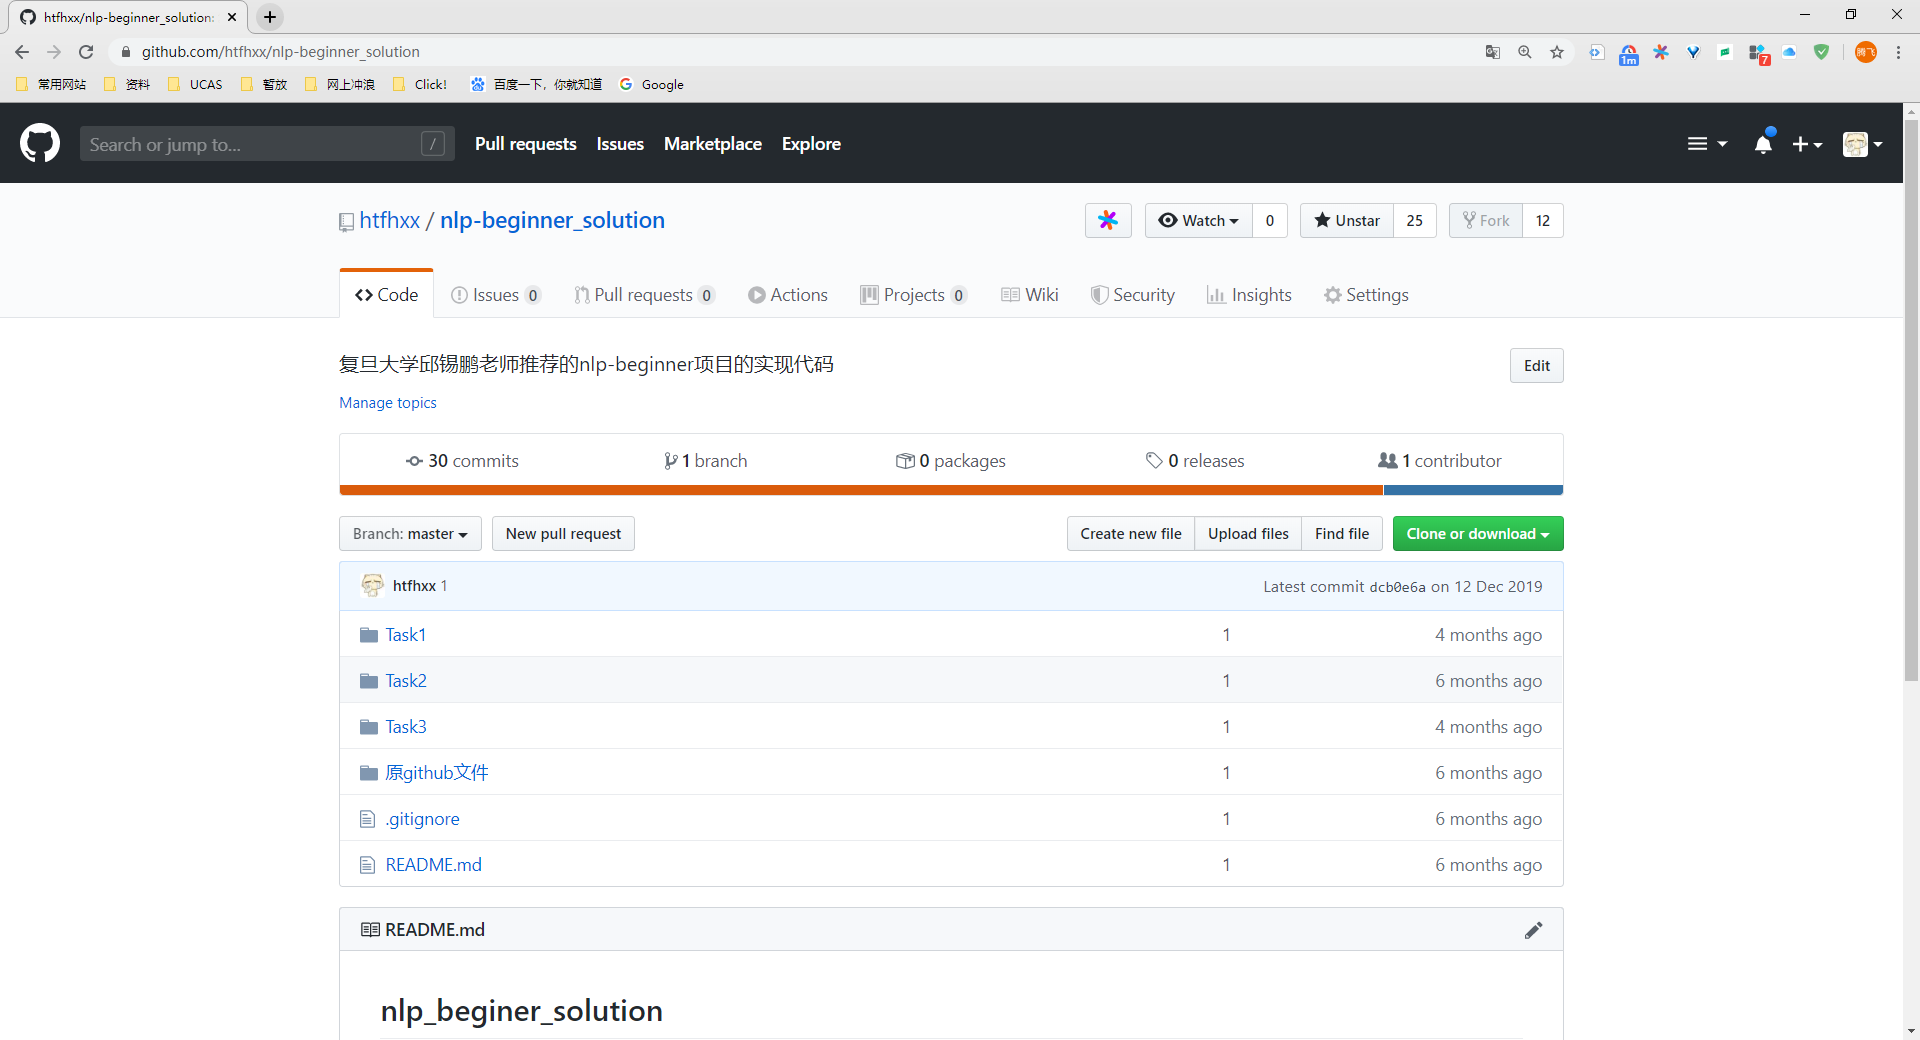 htfhxx/nlp-beginner_solution:
github.com/htfhxx/nlp-beginner_solution
1m
7
腾飞
常用网站 资料 UCAS 暂放 网上冲浪 Click! 百度一下，你就知道 Google
Search or jump to... / Pull requests Issues Marketplace Explore
htfhxx / nlp-beginner_solution
Watch 0 Unstar 25 Fork 12
Code Issues 0 Pull requests 0 Actions Projects 0 Wiki Security Insights Settings
复旦大学邱锡鹏老师推荐的nlp-beginner项目的实现代码
Edit
Manage topics
30 commits 1 branch 0 packages 0 releases 1 contributor
Branch: master New pull request Create new file Upload files Find file Clone or download
htfhxx 1 Latest commit dcb0e6a on 12 Dec 2019
Task1 1 4 months ago
Task2 1 6 months ago
Task3 1 4 months ago
原github文件 1 6 months ago
.gitignore 1 6 months ago
README.md 1 6 months ago
README.md
nlp_beginer_solution